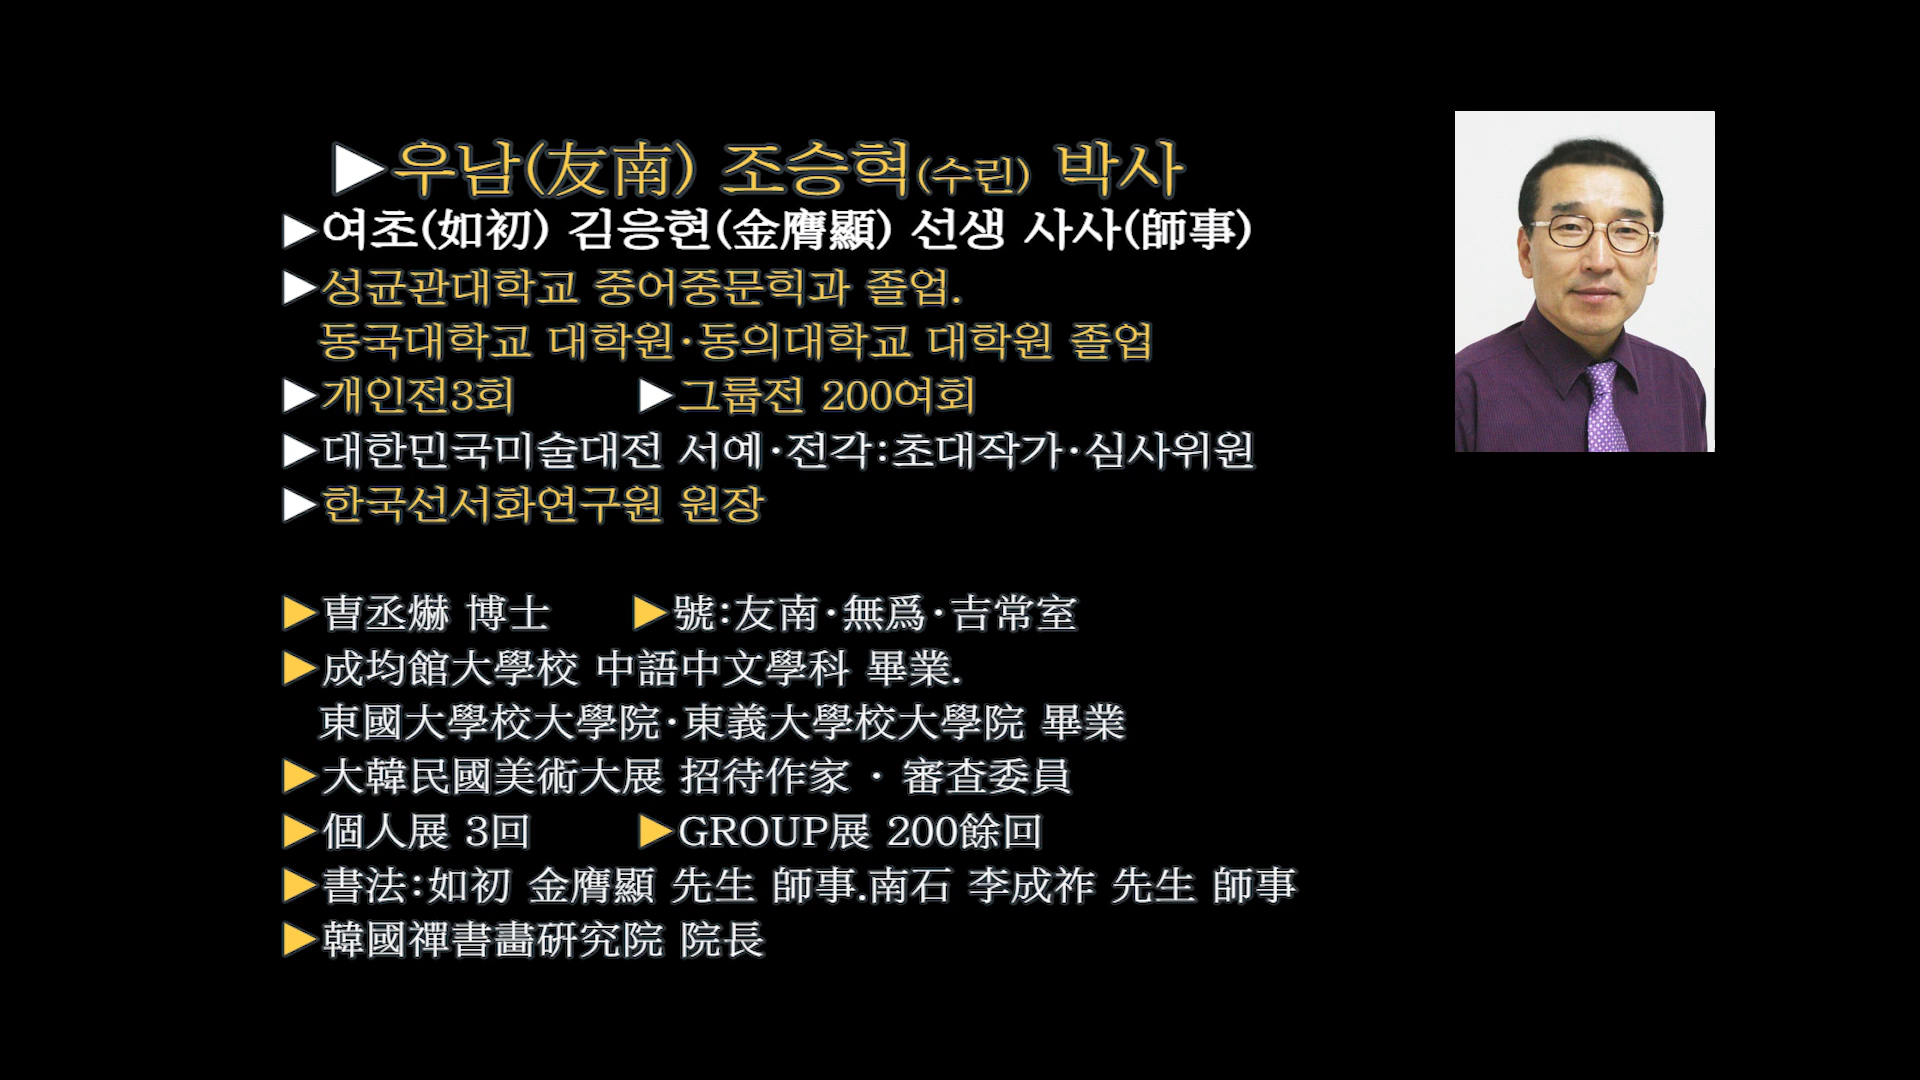 ▶우남(友南) 조승혁(수린) 박사
▶여초(如初) 김응현(金膺顯) 선생 사사(師事)
▶성균관대학교 중어중문힉과 졸업.
동국대학교 대학원·동의대학교 대학원 졸업
▶개인전3회 ▶그룹전 200여회
▶대한민국미술대전 서예·전각:초대작가·심사위원
▶한국선서화연구원 원장
▶曺丞爀 博士 ▶號:友南·無爲·吉常室
▶成均館大學校 中語中文學科 畢業.
東國大學校大學院·東義大學校大學院 畢業
▶大韓民國美術大展 招待作家 · 審査委員
▶個人展 3回 ▶GROUP展 200餘回
▶書法:如初 金膺顯 先生 師事.南石 李成祚 先生 師事
▶韓國禪書畵硏究院 院長